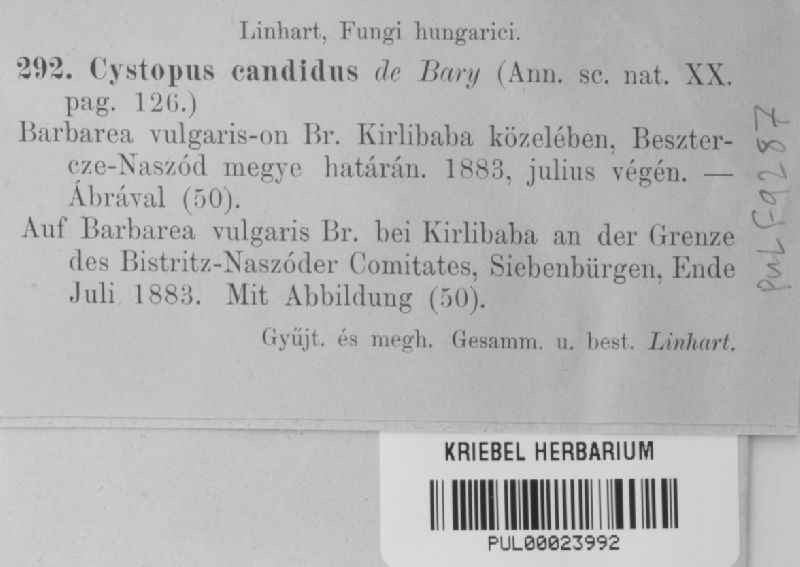 Linhart, Fungi hungarici.
292. Cystopus candidus de Bary (Ann. sc. nat. XX.
pag. 126.)
Barbarea vulgaris-on Br. Kirlibaba közelében, Beszter-
cze-Naszód megye határán. 1883, julius végén. —
Ábrával (50).
Auf Barbarea vulgaris Br. bei Kirlibaba an der Grenze
des Bistritz-Naszóder Comitates, Siebenbürgen, Ende
Juli 1883. Mit Abbildung (50).
Gyűjt. és megh. Gesamm. u. best. Linhart.
PUL F9287
KRIEBEL HERBARIUM
PUL00023992